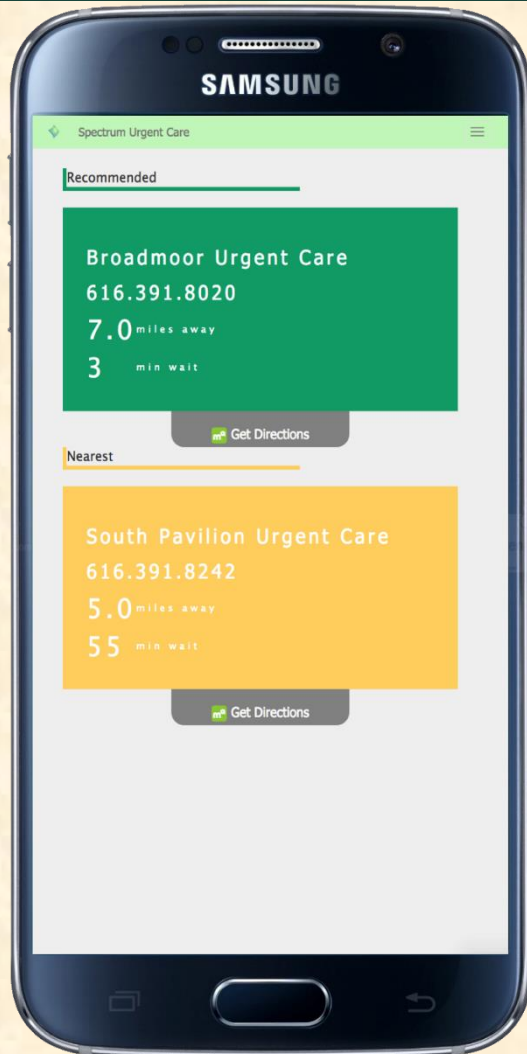 SAMSUNG
Spectrum Urgent Care
Recommended
Broadmoor Urgent Care
616.391.8020
7.0 miles away
3 min wait
Get Directions
Nearest
South Pavilion Urgent Care
616.391.8242
5.0 miles away
55 min wait
Get Directions